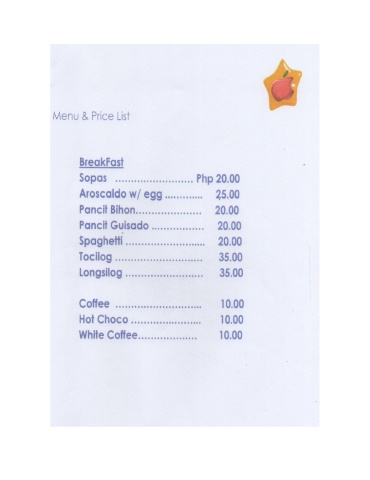 Menu & Price List
BreakFast
Sopas ......................... Php 20.00
Aroscaldo w/ egg ............ 25.00
Pancit Bihon..................... 20.00
Pancit Guisado ................. 20.00
Spaghetti ......................... 20.00
Tocilog ............................ 35.00
Longsilog ......................... 35.00
Coffee ............................ 10.00
Hot Choco ....................... 10.00
White Coffee................... 10.00